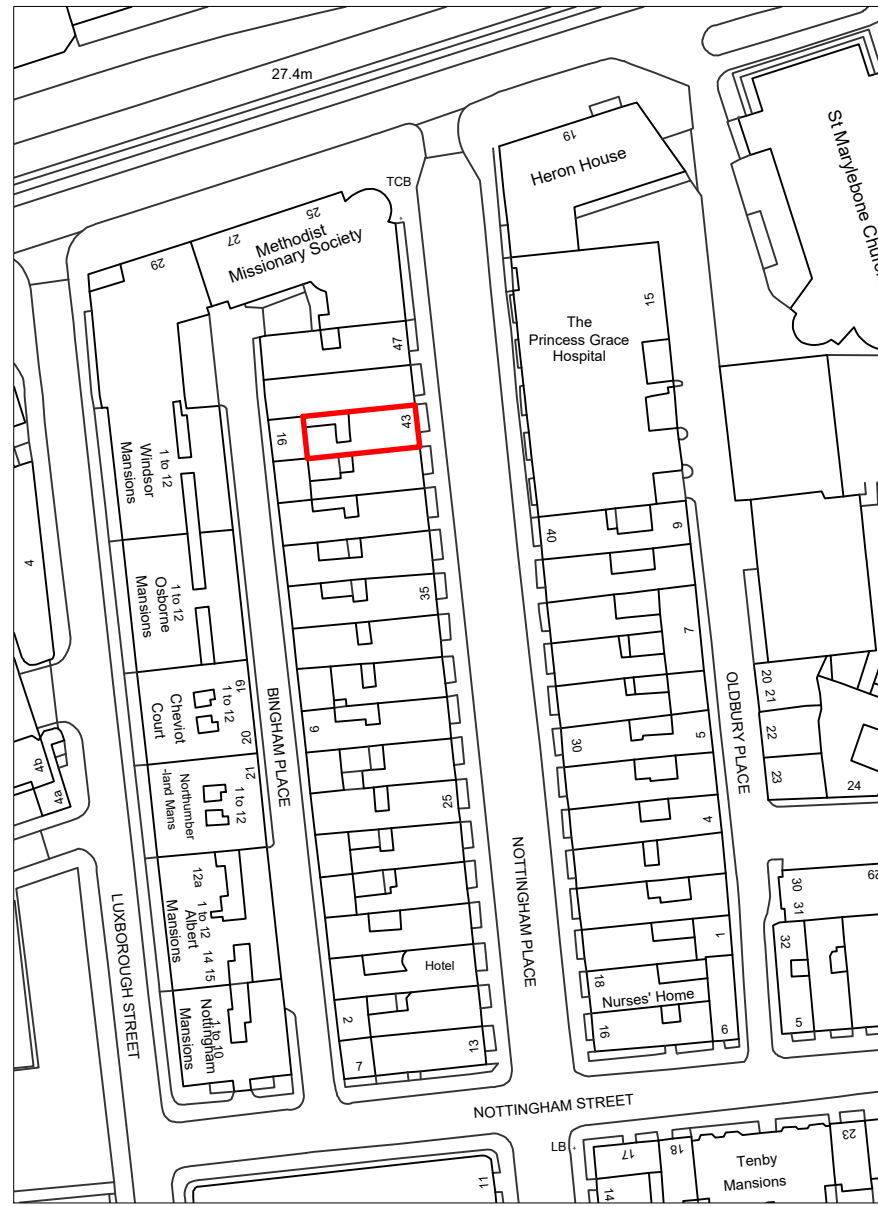 27.4m
TCB
19
Heron House
St Marylebone Church
25
27
29
Methodist
Missionary Society
47
43
16
15
The
Princess Grace
Hospital
1 to 12
Windsor
Mansions
4
1 to 12
Osborne
Mansions
40
9
35
7
19
1 to 12
Cheviot
Court
20
BINGHAM PLACE
9
30
5
OLDBURY PLACE
20
21
22
23
24
4b
4a
21
1 to 12
Northumber
-land Mans
25
4
NOTTINGHAM PLACE
12a
1 to 12
Albert
Mansions
14 15
LUXBOROUGH STREET
Hotel
1
30
31
29
32
5
18
Nurses' Home
16
6
1 to 10
Nottingham
Mansions
2
7
13
NOTTINGHAM STREET
LB
17
18
14
11
Tenby
Mansions
23